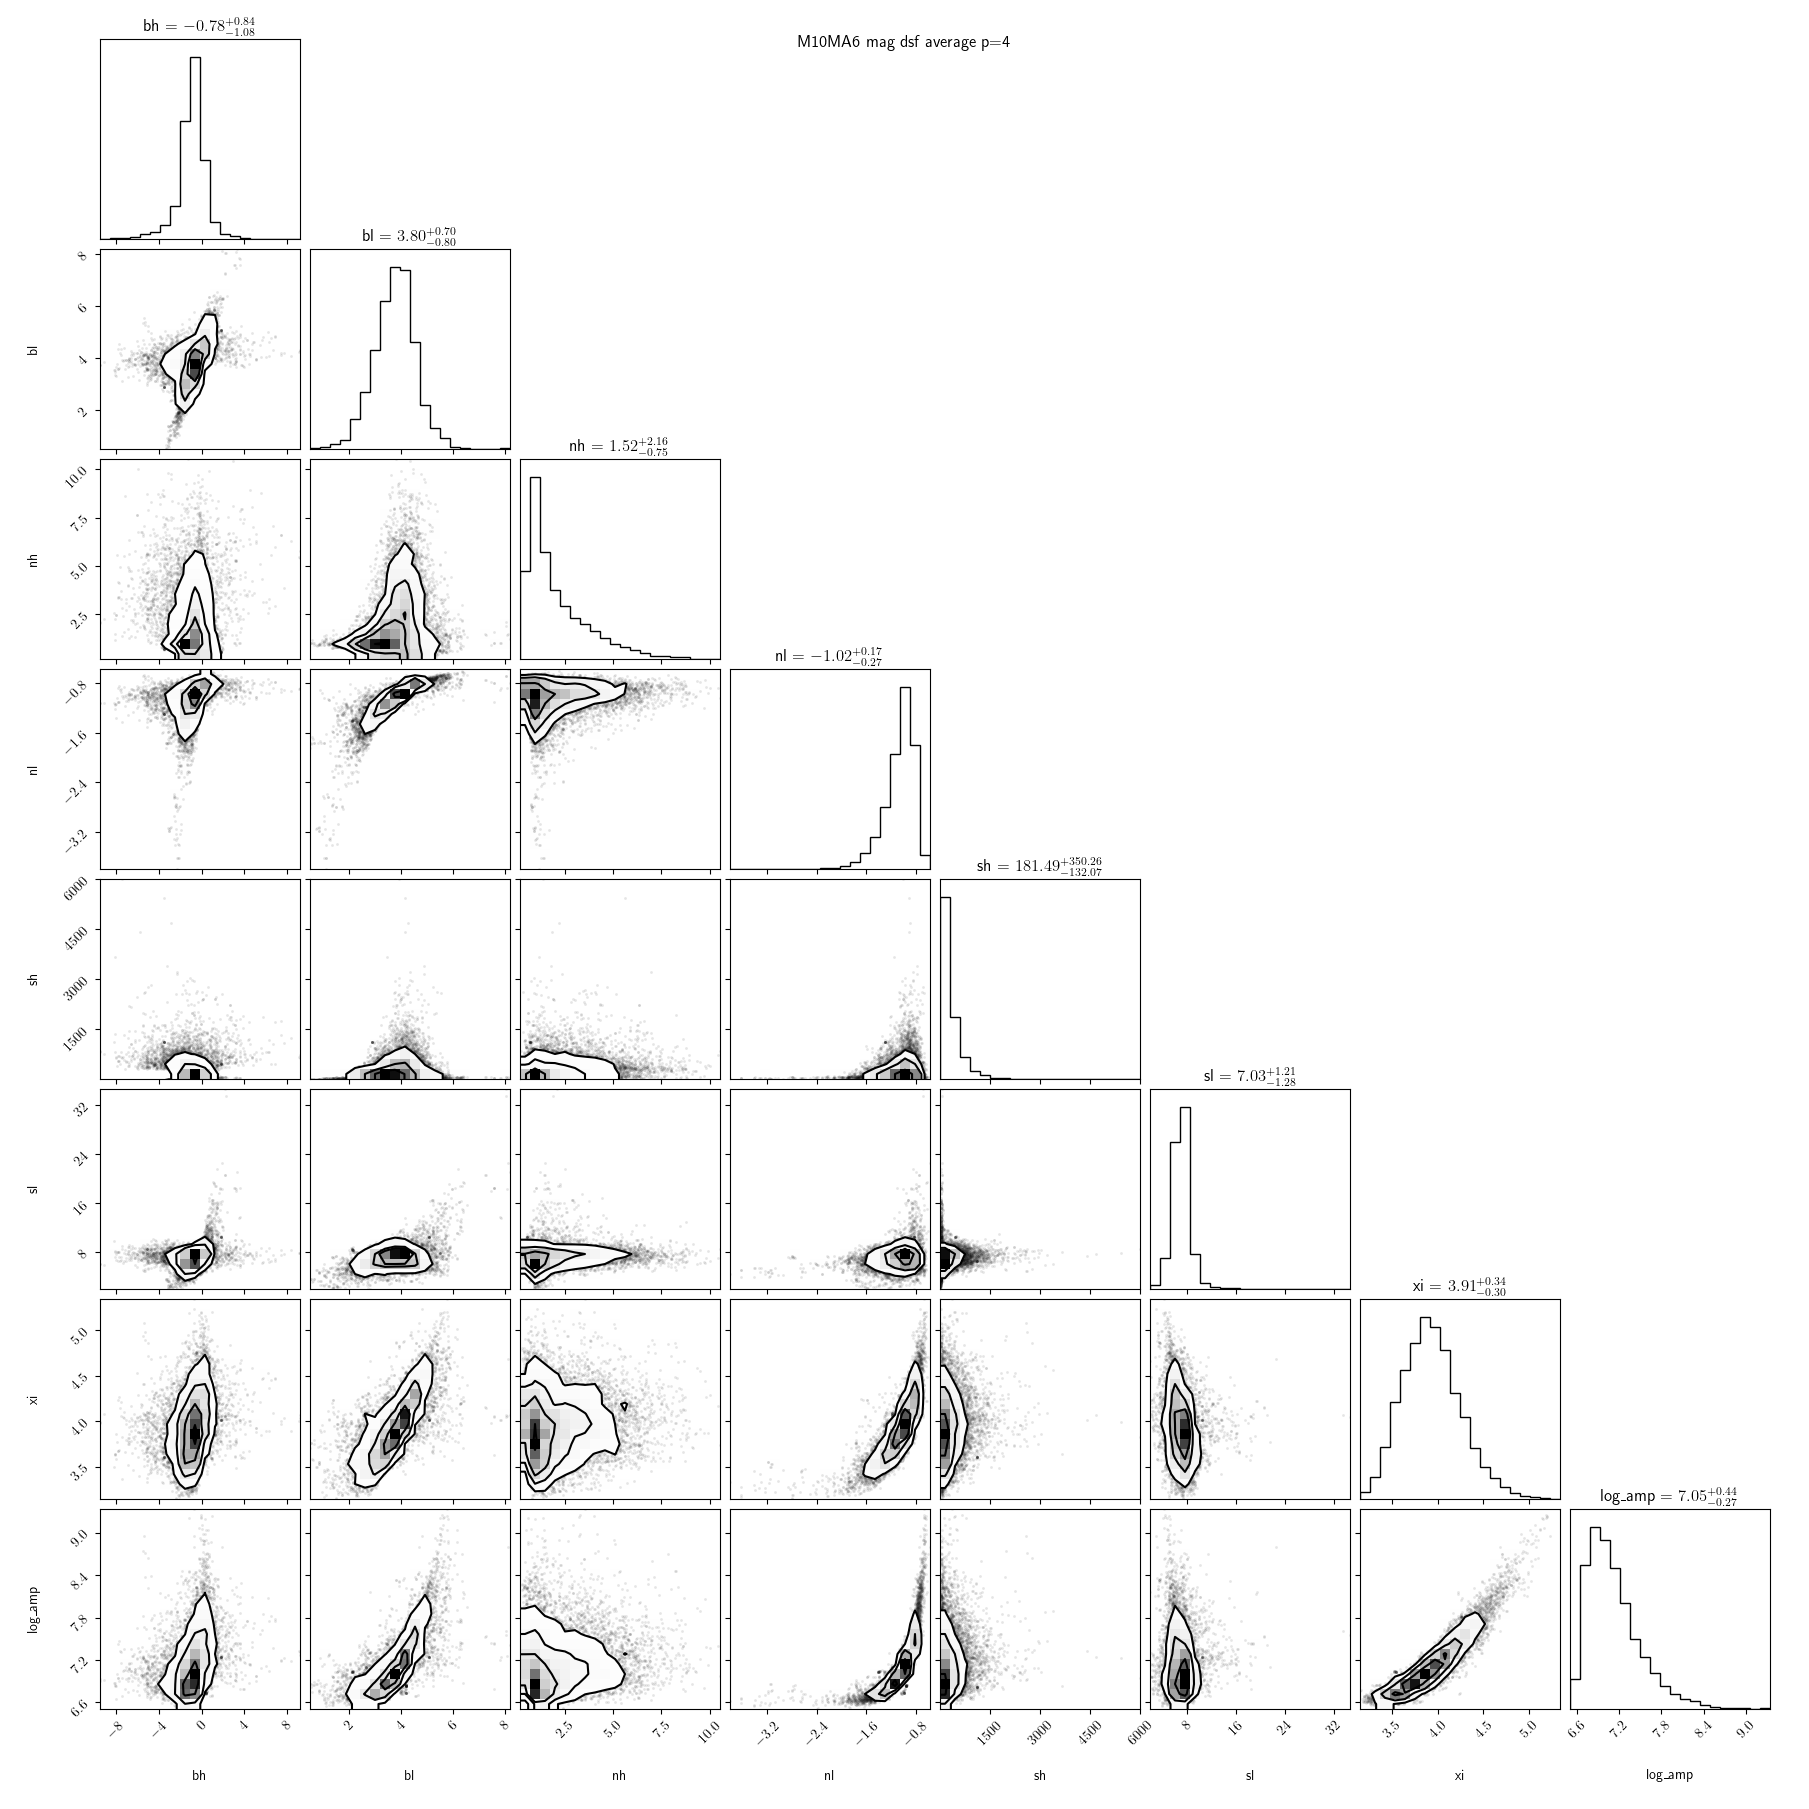 M10MA6 mag dsf average p=4
bh = −0.78+0.84−1.08
bl = 3.80+0.70−0.80
8
6
4
2
bl
nh = 1.52+2.16−0.75
10.0
7.5
5.0
2.5
nh
nl = −1.02+0.17−0.27
−0.8
−1.6
−2.4
−3.2
nl
sh = 181.49+350.26−132.07
6000
4500
3000
1500
sh
sl = 7.03+1.21−1.28
32
24
16
8
sl
xi = 3.91+0.34−0.30
5.0
4.5
4.0
3.5
xi
log_amp = 7.05+0.44−0.27
9.0
8.4
7.8
7.2
6.6
log_amp
−8 −4 0 4 8 2 4 6 8 2.5 5.0 7.5 10.0 −3.2 −2.4 −1.6 −0.8 1500 3000 4500 6000 8 16 24 32 3.5 4.0 4.5 5.0 6.6 7.2 7.8 8.4 9.0
bh bl nh nl sh sl xi log_amp